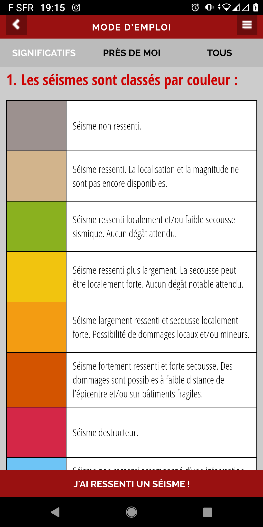 F SFR 19:15
MODE D'EMPLOI
SIGNIFICATIFS PRÈS DE MOI TOUS
1. Les séismes sont classés par couleur :
Séisme non ressenti.
Séisme ressenti. La localisation et la magnitude ne
sont pas encore disponibles.
Séisme ressenti localement et/ou faible secousse
sismique. Aucun dégât attendu.
Séisme ressenti plus largement. La secousse peut
être localement forte. Aucun dégât notable attendu.
Séisme largement ressenti et secousse localement
forte. Possibilité de dommages locaux et/ou mineurs.
Séisme fortement ressenti et forte secousse. Des
dommages sont possibles à faible distance de
l'épicentre et/ou sur bâtiments fragiles.
Séisme destructeur.
J'AI RESSENTI UN SÉISME !